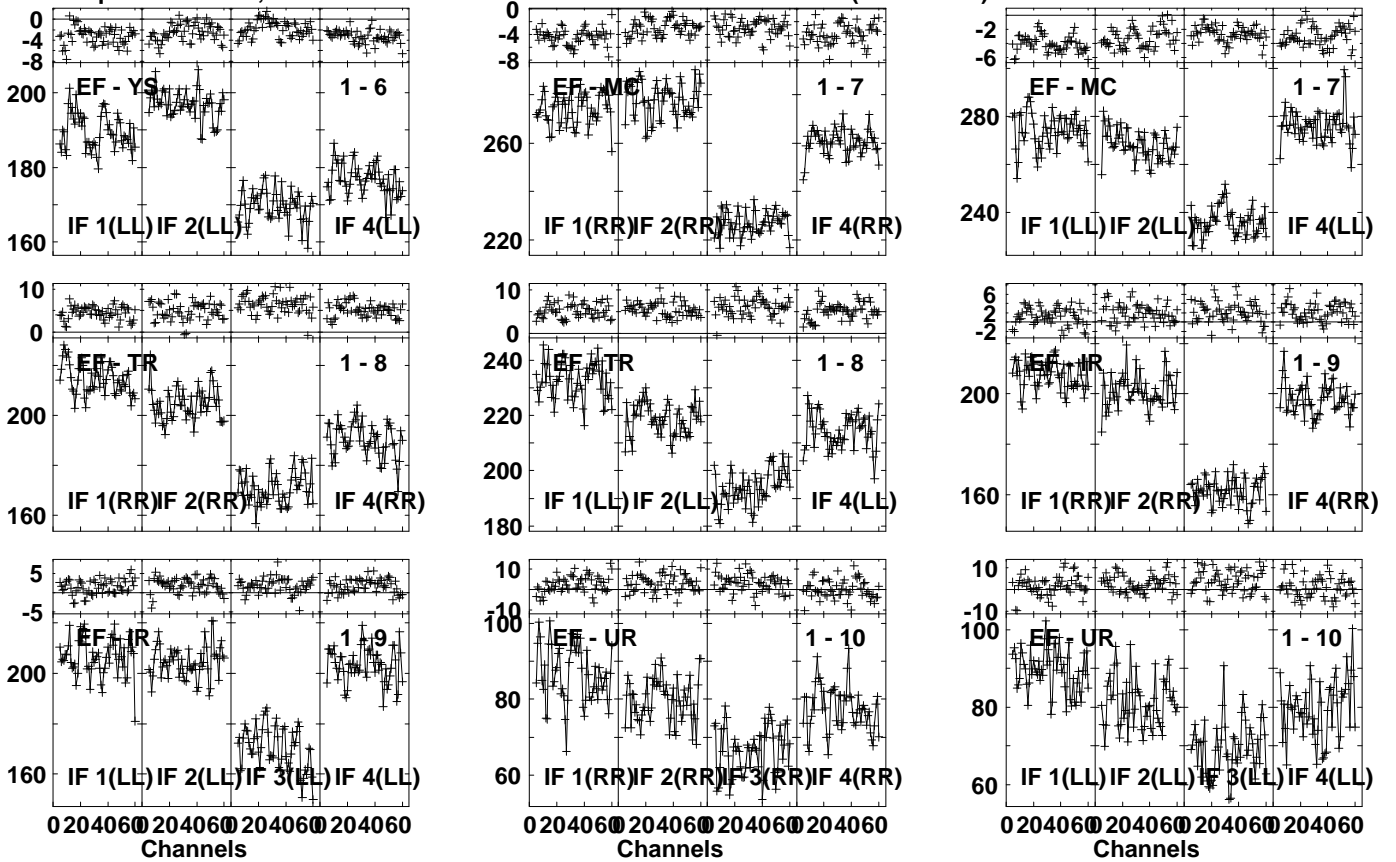 0
-4
-8
200
180
160
EF - YS
1 - 6
IF 1(LL)
IF 2(LL)
IF 4(LL)
0
-4
-8
260
220
EF - MC
1 - 7
IF 1(RR)
IF 2(RR)
IF 4(RR)
-2
-6
280
240
EF - MC
1 - 7
IF 1(LL)
IF 2(LL)
IF 4(LL)
10
0
200
160
EF - TR
1 - 8
IF 1(RR)
IF 2(RR)
IF 4(RR)
10
0
240
220
200
180
EF - TR
1 - 8
IF 1(LL)
IF 2(LL)
IF 4(LL)
6
2
-2
200
160
EF - IR
1 - 9
IF 1(RR)
IF 2(RR)
IF 4(RR)
5
-5
200
160
EF - IR
1 - 9
IF 1(LL)
IF 2(LL)
IF 3(LL)
IF 4(LL)
0 20 40 60 0 20 40 60 0 20 40 60 0 20 40 60
Channels
10
-10
100
80
60
EF - UR
1 - 10
IF 1(RR)
IF 2(RR)
IF 3(RR)
IF 4(RR)
0 20 40 60 0 20 40 60 0 20 40 60 0 20 40 60
Channels
10
-10
100
80
60
EF - UR
1 - 10
IF 1(LL)
IF 2(LL)
IF 3(LL)
IF 4(LL)
0 20 40 60 0 20 40 60 0 20 40 60 0 20 40 60
Channels